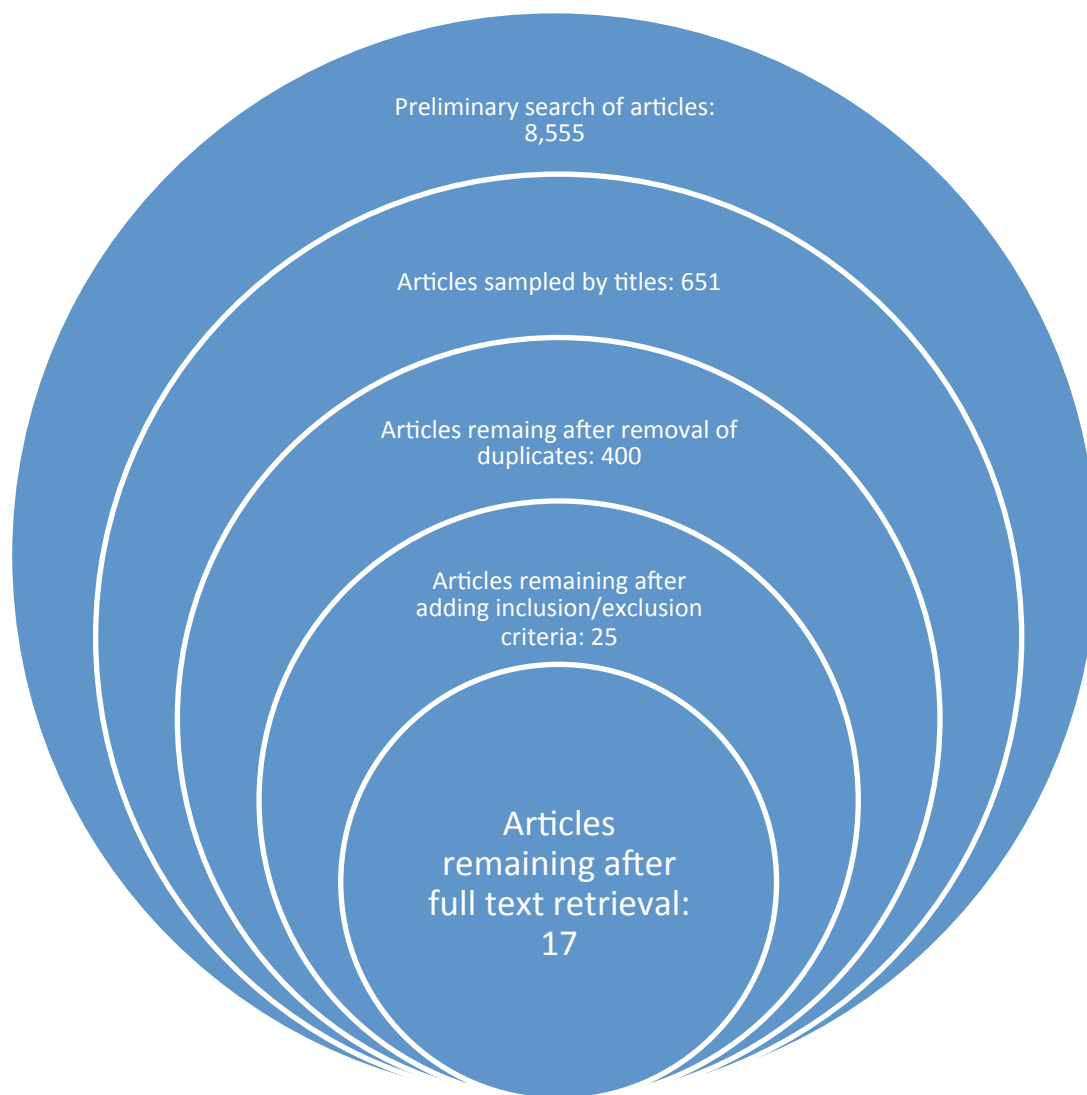 Preliminary search of articles:
8,555
Articles sampled by titles: 651
Articles remaing after removal of
duplicates: 400
Articles remaining after
adding inclusion/exclusion
criteria: 25
Articles
remaining after
full text retrieval:
17